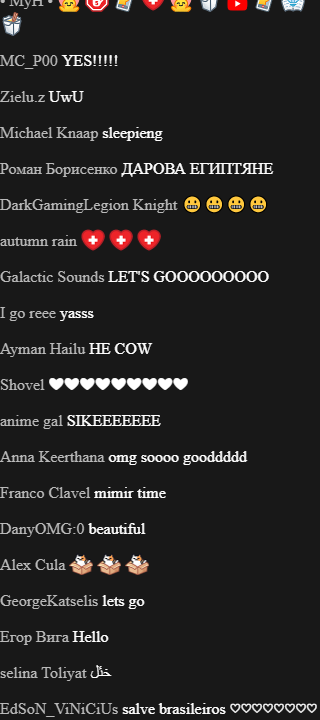 • MyH •
MC_P00 YES!!!!!
Zielu.z UwU
Michael Knaap sleepieng
Роман Борисенко ДАРОВА ЕГИПТЯНЕ
DarkGamingLegion Knight 😬😬😬😬
autumn rain
Galactic Sounds LET'S GOOOOOOOOO
I go reee yasss
Ayman Hailu HE COW
Shovel 🤍🤍🤍🤍🤍🤍🤍🤍🤍
anime gal SIKEEEEEEE
Anna Keerthana omg soooo gooddddd
Franco Clavel mimir time
DanyOMG:0 beautiful
Alex Cula
GeorgeKatselis lets go
Егор Вига Hello
selina Toliyat
EdSoN_ViNiCiUs salve brasileiros ♡♡♡♡♡♡♡♡